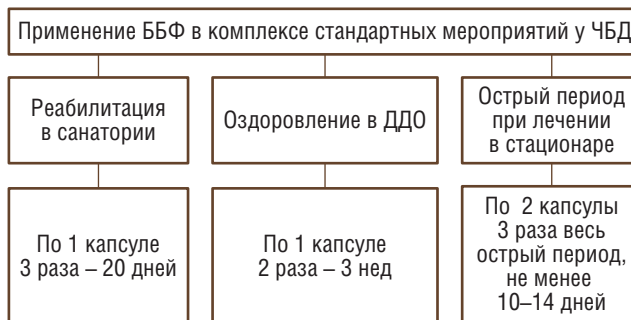 Применение ББФ в комплексе стандартных мероприятий у ЧБД
Реабилитация
в санатории
Оздоровление в ДДО
Острый период
при лечении
в стационаре
По 1 капсуле
3 раза – 20 дней
По 1 капсуле
2 раза – 3 нед
По 2 капсулы
3 раза весь
острый период,
не менее
10–14 дней